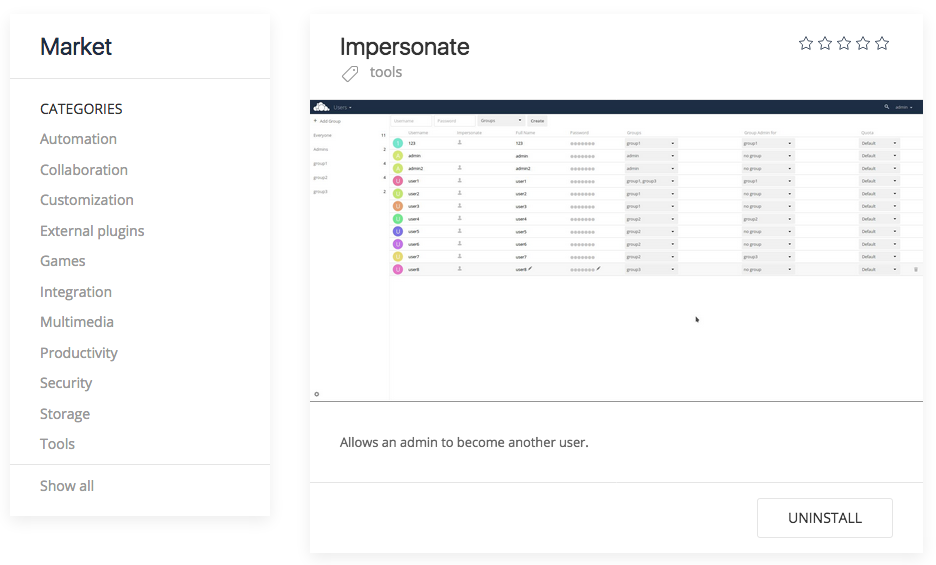 Market
CATEGORIES
Automation
Collaboration
Customization
External plugins
Games
Integration
Multimedia
Productivity
Security
Storage
Tools
Show all
Impersonate
tools
Users
admin
Add Group
Everyone 11
Admins 2
group1 4
group2 4
group3 2
Username Password Groups Create
Username Impersonate Full Name Password Groups Group Admin for Quota
1 123 123 group1 group1 Default
A admin admin admin no group Default
A admin2 admin2 admin no group Default
U user1 user1 group1, group3 group1 Default
U user2 user2 group1 no group Default
U user3 user3 group1 no group Default
U user4 user4 group2 group2 Default
U user5 user5 group2 no group Default
U user6 user6 group2 no group Default
U user7 user7 group2 group3 Default
U user8 user8 group3 no group Default
Allows an admin to become another user.
UNINSTALL